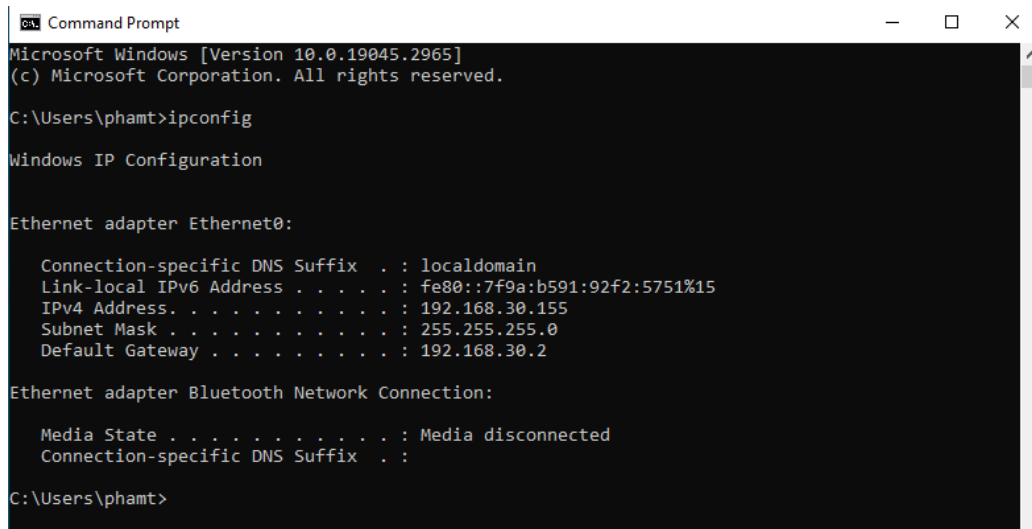 Command Prompt
Microsoft Windows [Version 10.0.19045.2965]
(c) Microsoft Corporation. All rights reserved.
C:\Users\phamt>ipconfig
Windows IP Configuration
Ethernet adapter Ethernet0:
Connection-specific DNS Suffix  . : localdomain
Link-local IPv6 Address . . . . . : fe80::7f9a:b591:92f2:5751%15
IPv4 Address. . . . . . . . . . . : 192.168.30.155
Subnet Mask . . . . . . . . . . . : 255.255.255.0
Default Gateway . . . . . . . . . : 192.168.30.2
Ethernet adapter Bluetooth Network Connection:
Media State . . . . . . . . . . . : Media disconnected
Connection-specific DNS Suffix  . :
C:\Users\phamt>